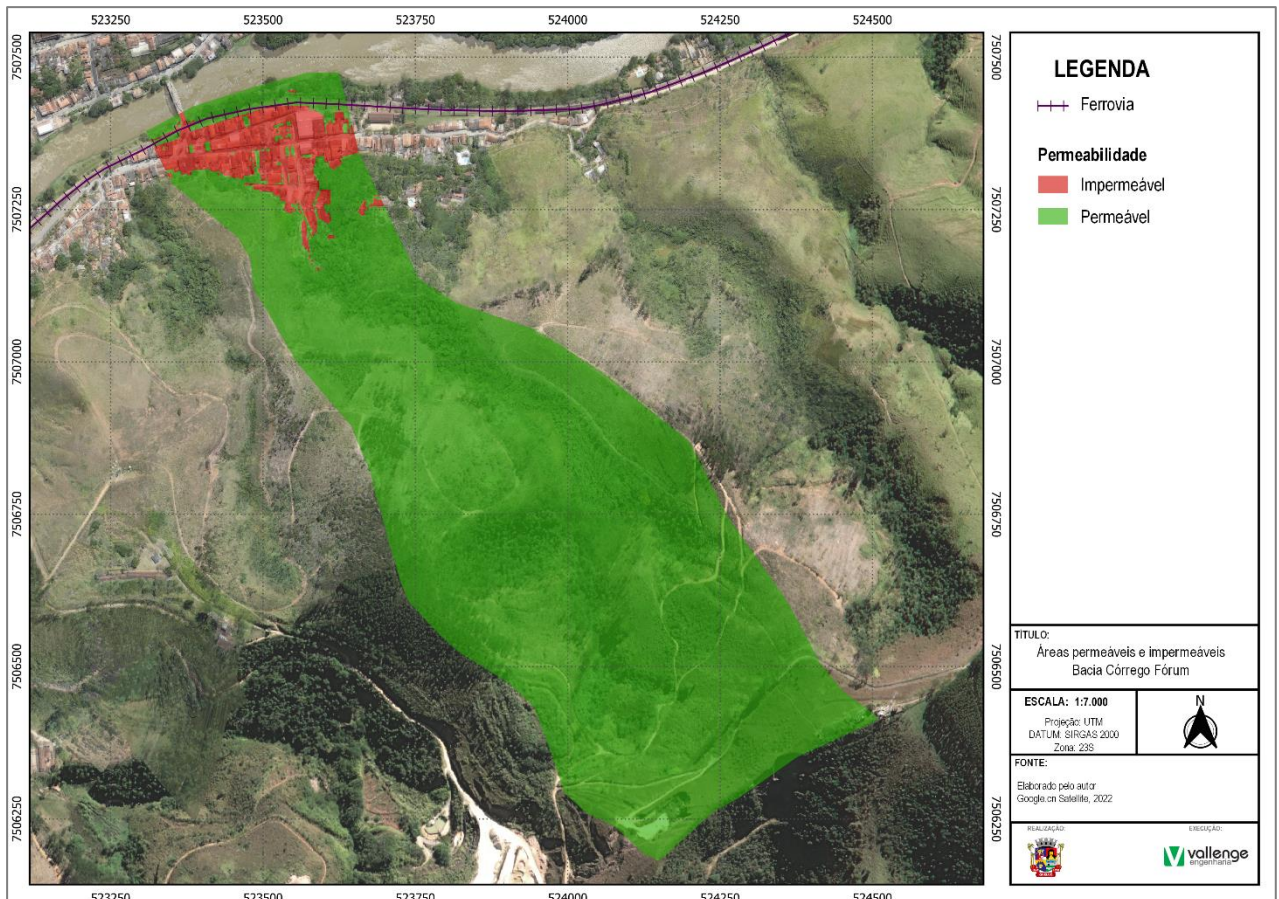 523250 523500 523750 524000 524250 524500
7507500
7507250
7507000
7506750
7506500
7506250
7507500
7507250
7507000
7506750
7506500
7506250
523250 523500 523750 524000 524250 524500
LEGENDA
Ferrovia
Permeabilidade
Impermeável
Permeável
TÍTULO:
Áreas permeáveis e impermeáveis
Bacia Córrego Fórum
ESCALA: 1:7.000
Projeção: UTM
DATUM: SIRGAS 2000
Zona: 23S
N
FONTE:
Elaborado pelo autor
Google.cn Satellite, 2022
REALIZAÇÃO:
EXECUÇÃO:
vallenge
engenharia